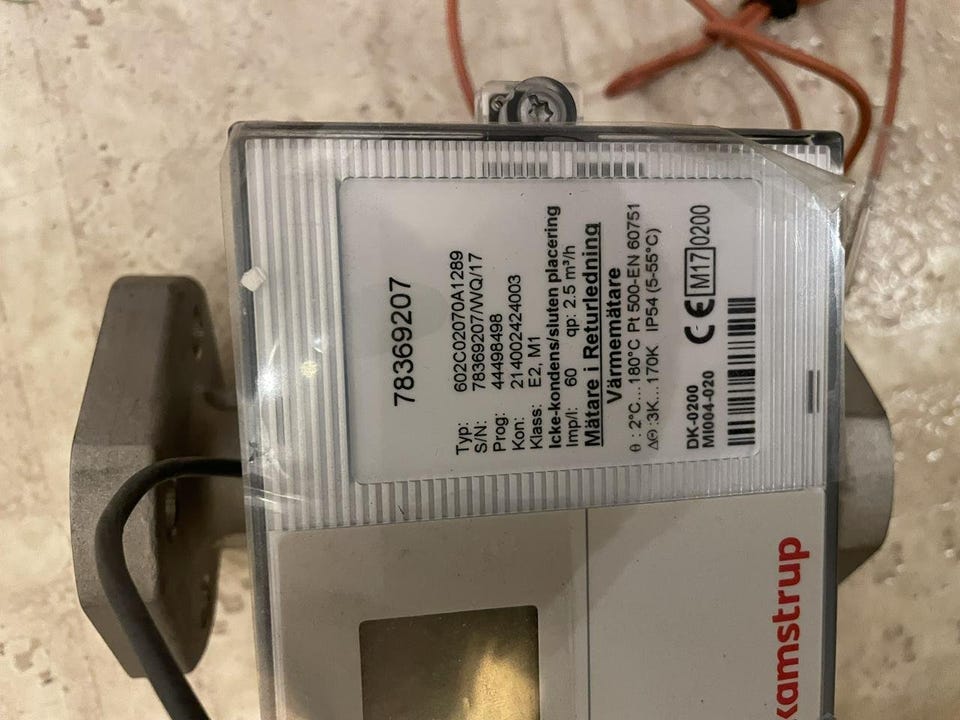 78369207
Typ: 602C02070A1289
S/N: 78369207/WQ/17
Prog: 44498498
Kon: 214002424003
Klass: E2, M1
Icke-kondens/sluten placering
Imp/l: 60 qp: 2.5 m³/h
Mätare i Returledning
Värmemätare
θ : 2°C...180°C Pt 500-EN 60751
ΔΘ :3K...170K IP54 (5-55°C)
DK-0200
MI004-020
CE M17 0200
kamstrup